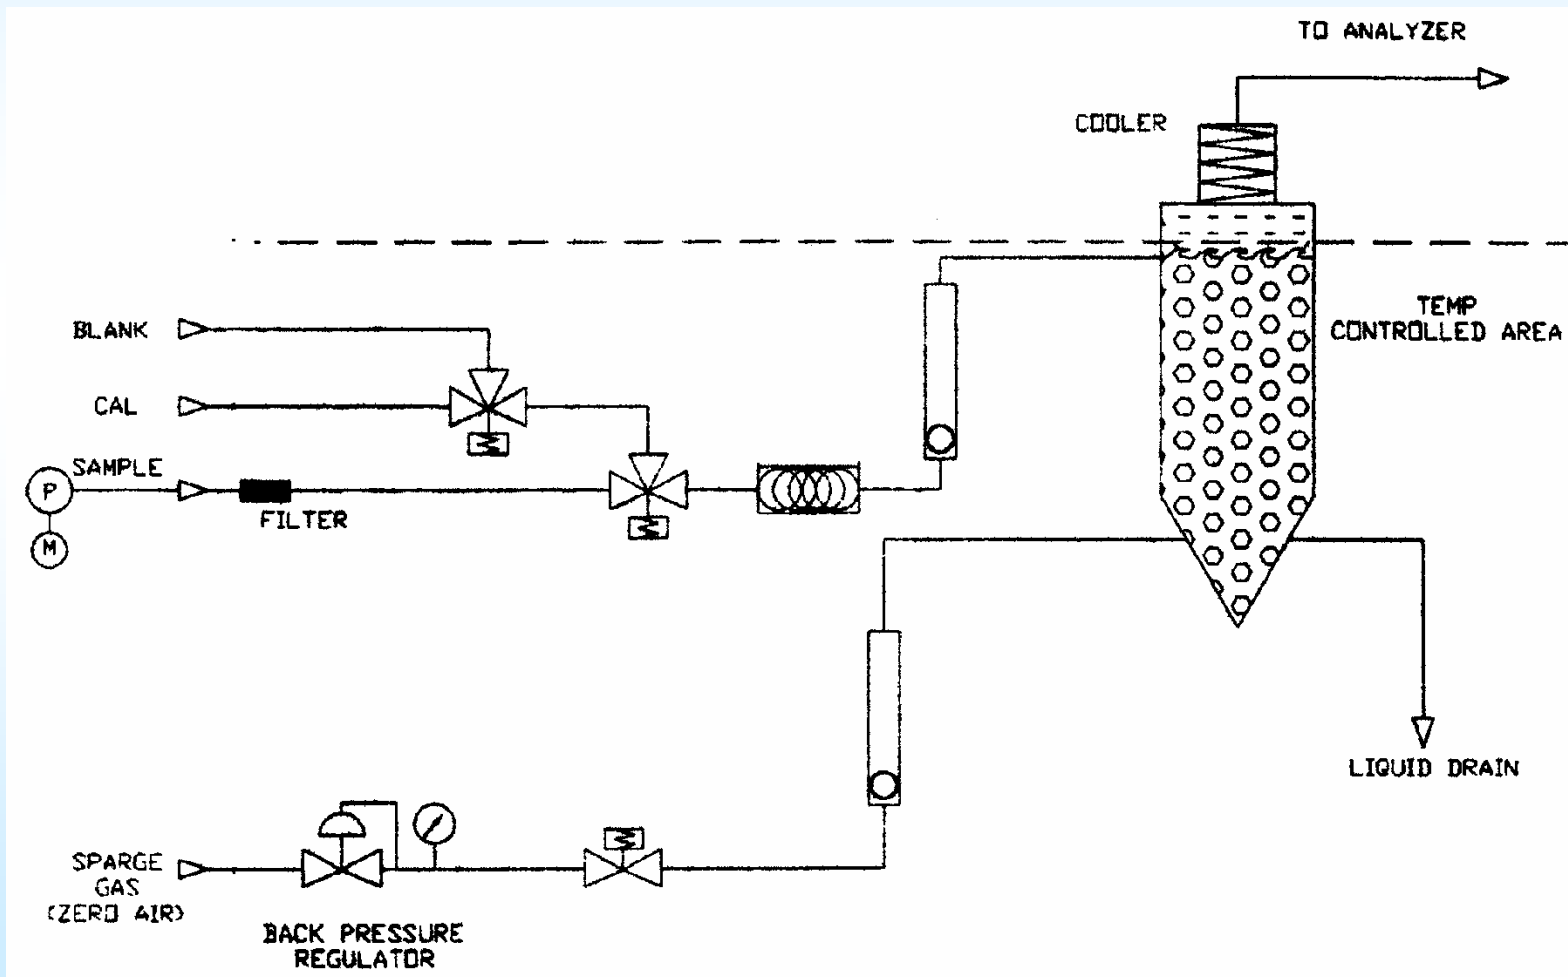 TO ANALYZER
COOLER
TEMP
CONTROLLED AREA
BLANK
CAL
SAMPLE
P
M
FILTER
LIQUID DRAIN
SPARGE
GAS
(ZERO AIR)
BACK PRESSURE
REGULATOR